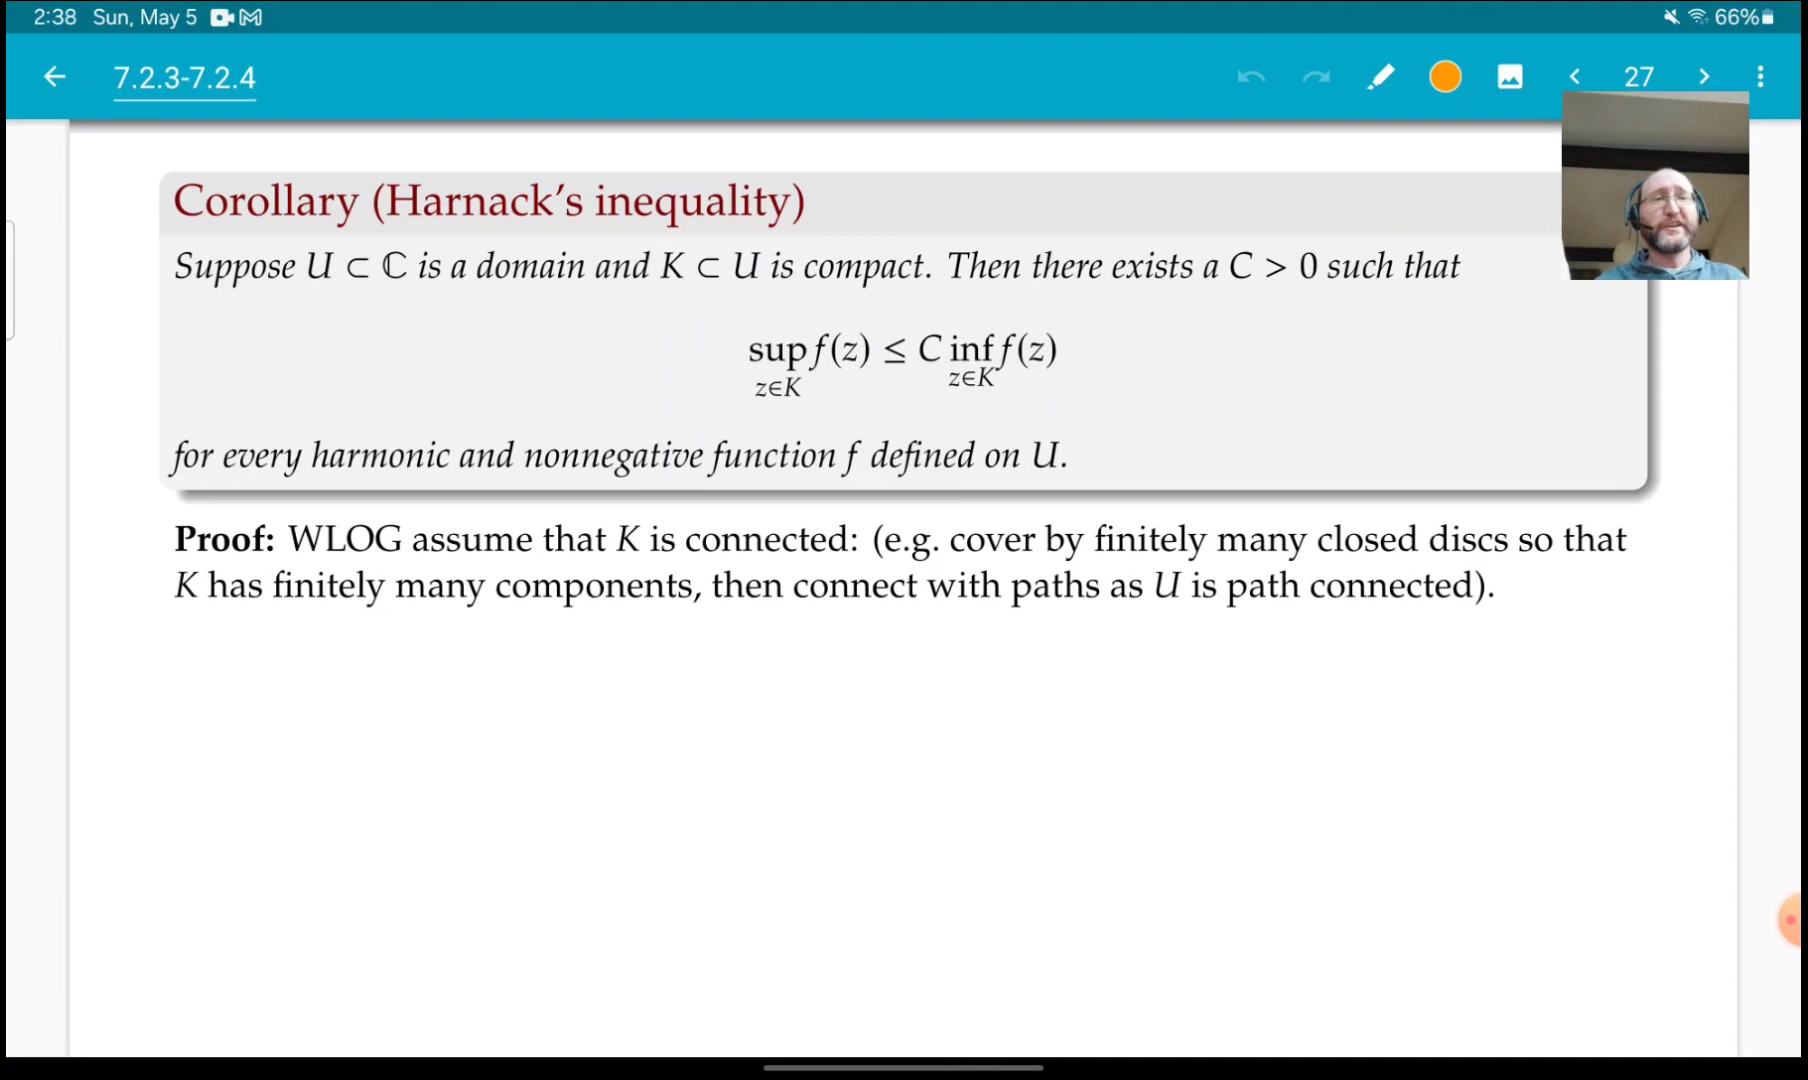 2:38 Sun, May 5 66%
7.2.3-7.2.4 27
Corollary (Harnack's inequality)
Suppose U ⊂ ℂ is a domain and K ⊂ U is compact. Then there exists a C > 0 such that
sup f(z) ≤ C inf f(z)
z∈K z∈K
for every harmonic and nonnegative function f defined on U.
Proof: WLOG assume that K is connected: (e.g. cover by finitely many closed discs so that
K has finitely many components, then connect with paths as U is path connected).